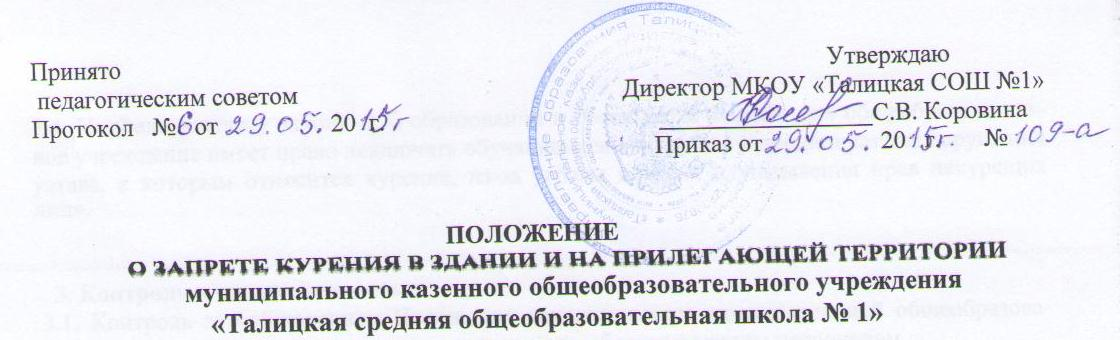 Принято
педагогическим советом
Протокол №6 от 29.05. 2015г
Утверждаю
Директор МКОУ «Талицкая СОШ №1»
С.В. Коровина
Приказ от 29.05. 2015г. № 109-а
ПОЛОЖЕНИЕ
О ЗАПРЕТЕ КУРЕНИЯ В ЗДАНИИ И НА ПРИЛЕГАЮЩЕЙ ТЕРРИТОРИИ
муниципального казенного общеобразовательного учреждения
«Талицкая средняя общеобразовательная школа № 1»